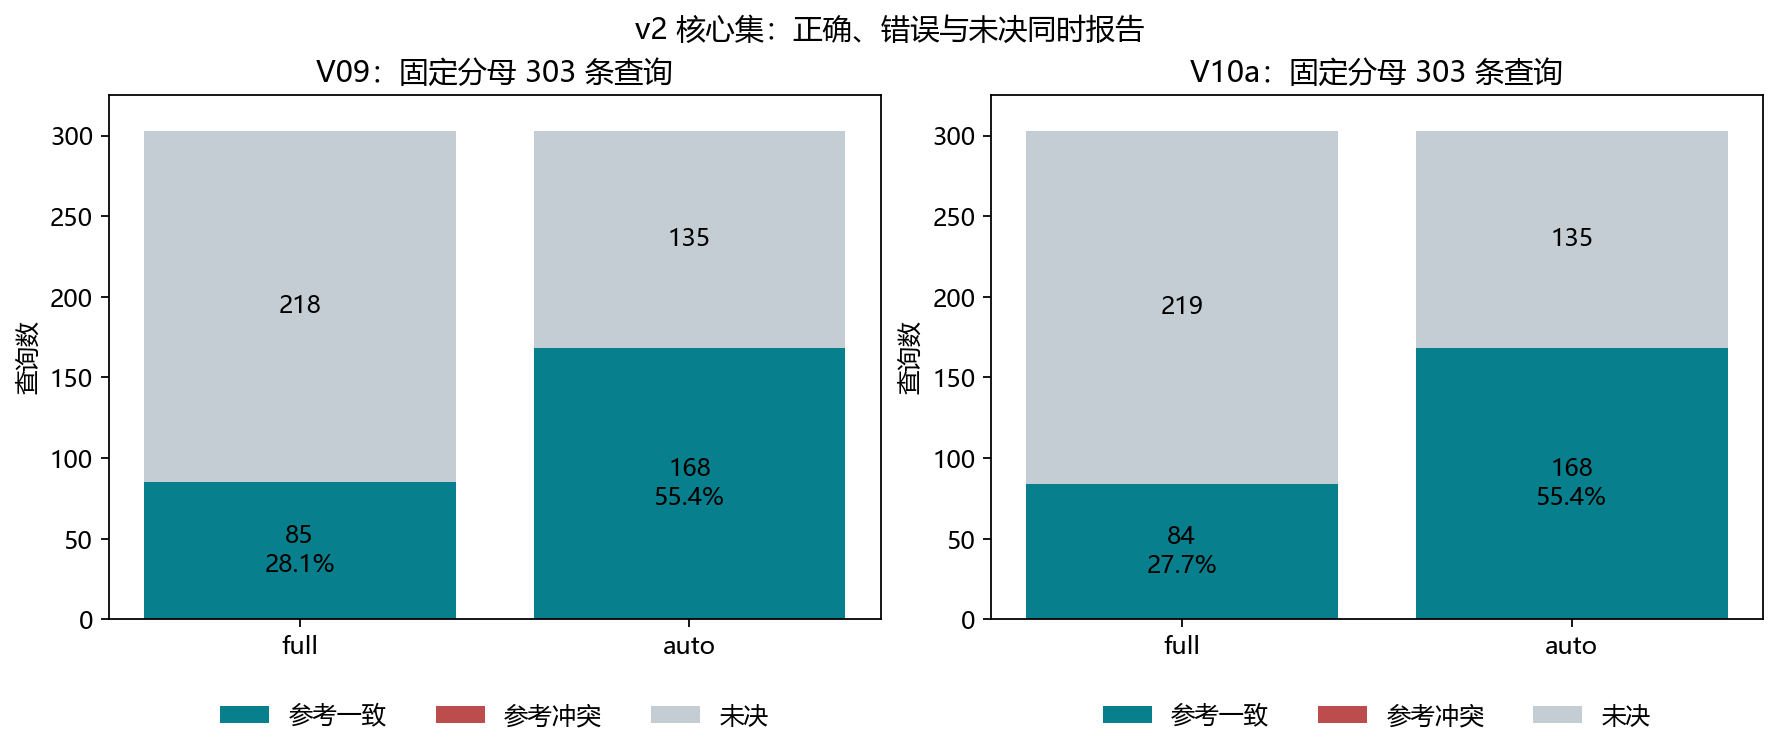 v2 核心集：正确、错误与未决同时报告
V09：固定分母 303 条查询
查询数
300
250
200
150
100
50
0
218
85
28.1%
135
168
55.4%
full
auto
参考一致
参考冲突
未决
V10a：固定分母 303 条查询
查询数
300
250
200
150
100
50
0
219
84
27.7%
135
168
55.4%
full
auto
参考一致
参考冲突
未决